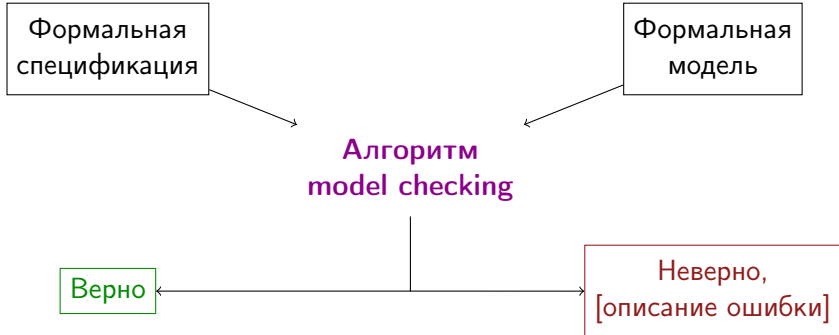 Формальная
спецификация
Формальная
модель
Алгоритм
model checking
Верно
Неверно,
[описание ошибки]